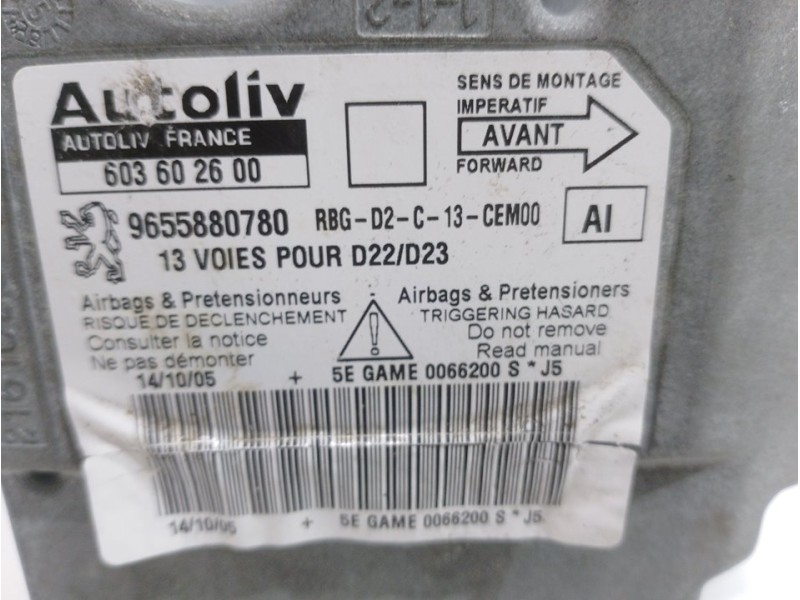 1-1-2
Autoliv
AUTOLIV FRANCE
603 60 26 00
SENS DE MONTAGE
IMPERATIF
AVANT
FORWARD
9655880780 RBG-D2-C-13-CEM00 AI
13 VOIES POUR D22/D23
Airbags & Pretensionneurs
RISQUE DE DECLENCHEMENT
Consulter la notice
Ne pas démonter
!
Airbags & Pretensioners
TRIGGERING HASARD
Do not remove
Read manual
14/10/05 + 5E GAME 0066200 S * J5
14/10/05 + 5E GAME 0066200 S * J5